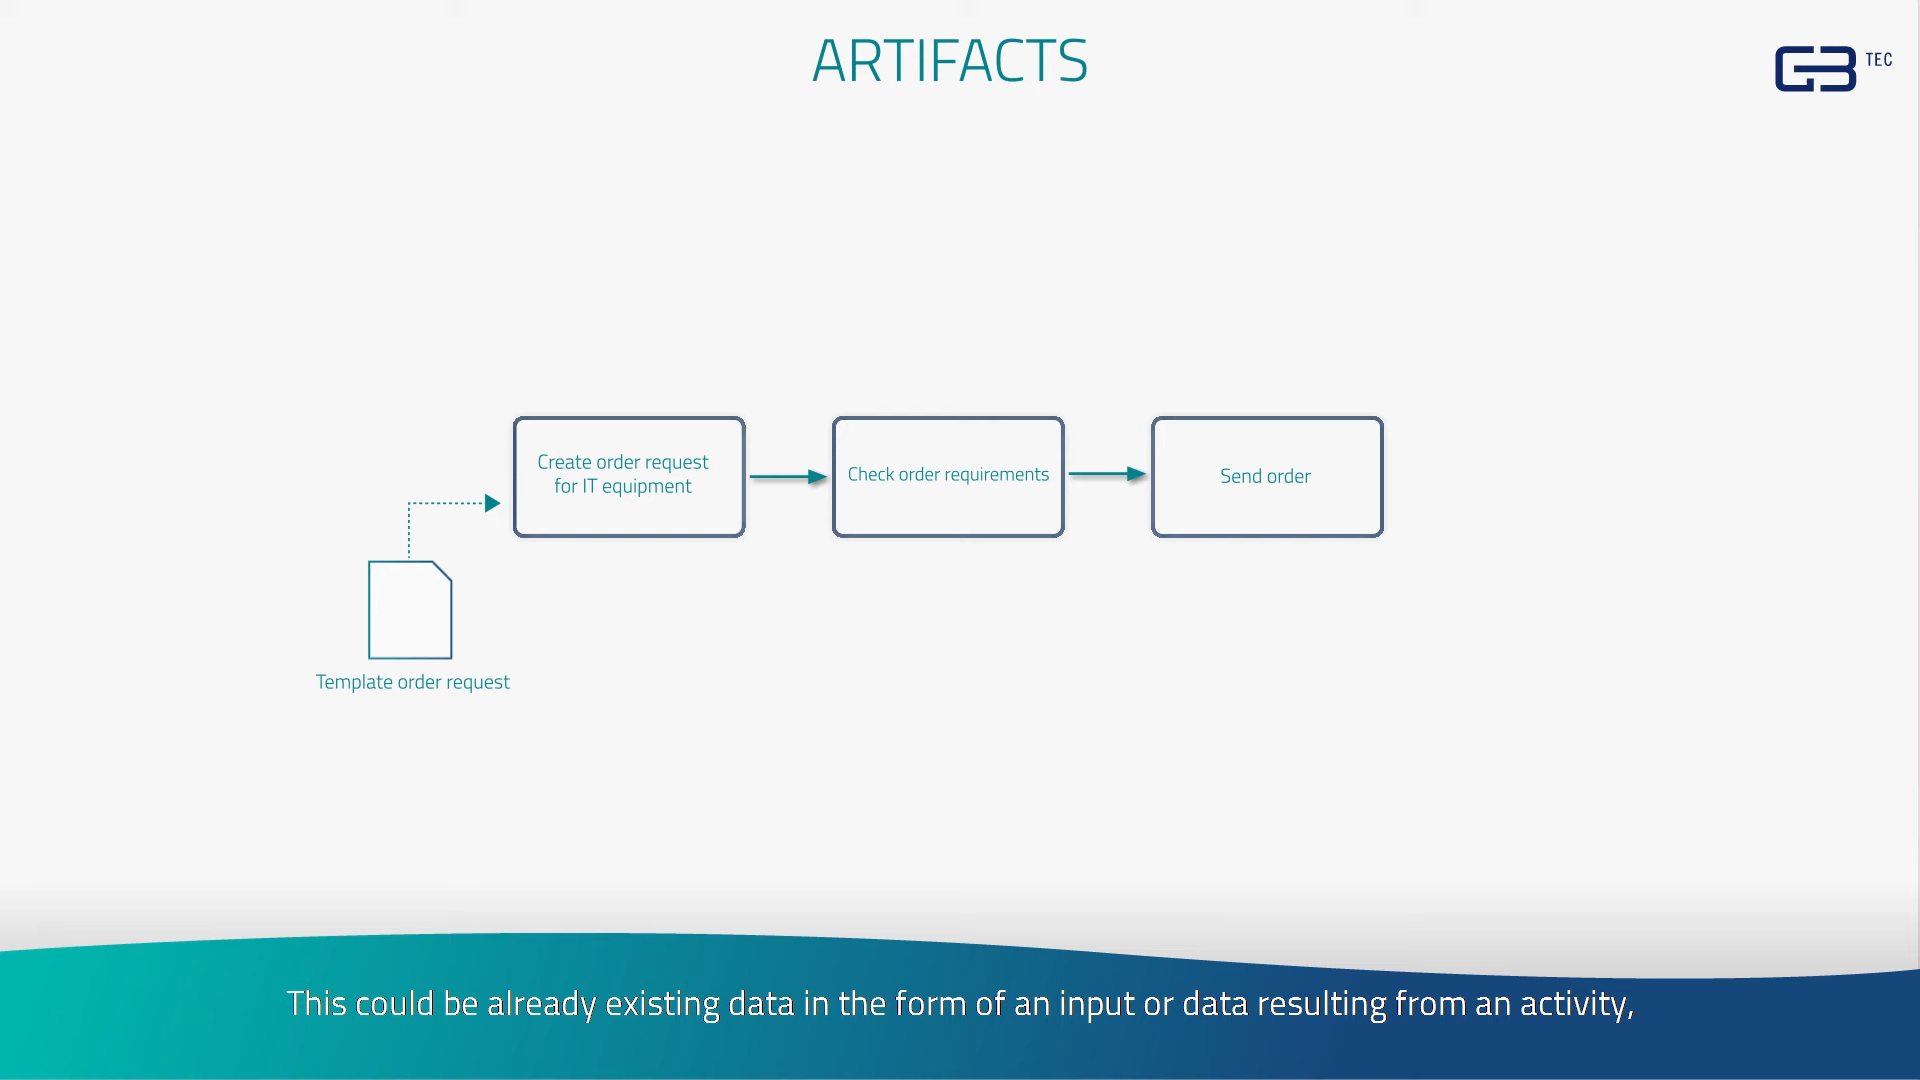 ARTIFACTS
GB TEC
Create order request
for IT equipment
Check order requirements
Send order
Template order request
This could be already existing data in the form of an input or data resulting from an activity,